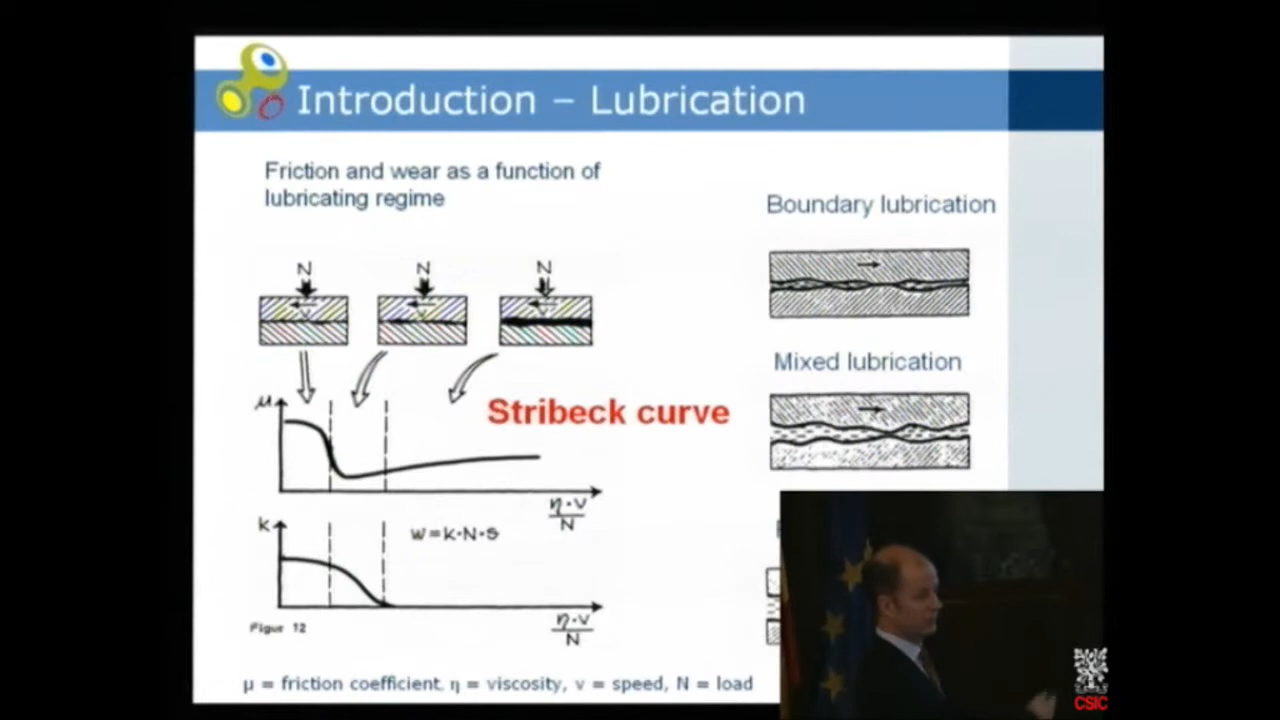 Introduction – Lubrication
Friction and wear as a function of
lubricating regime
Boundary lubrication
N N N
v v v
Mixed lubrication
μ
Stribeck curve
η·v
N
k
W=k·N·s
η·v
N
Figur 12
μ = friction coefficient, η = viscosity, v = speed, N = load
CSIC